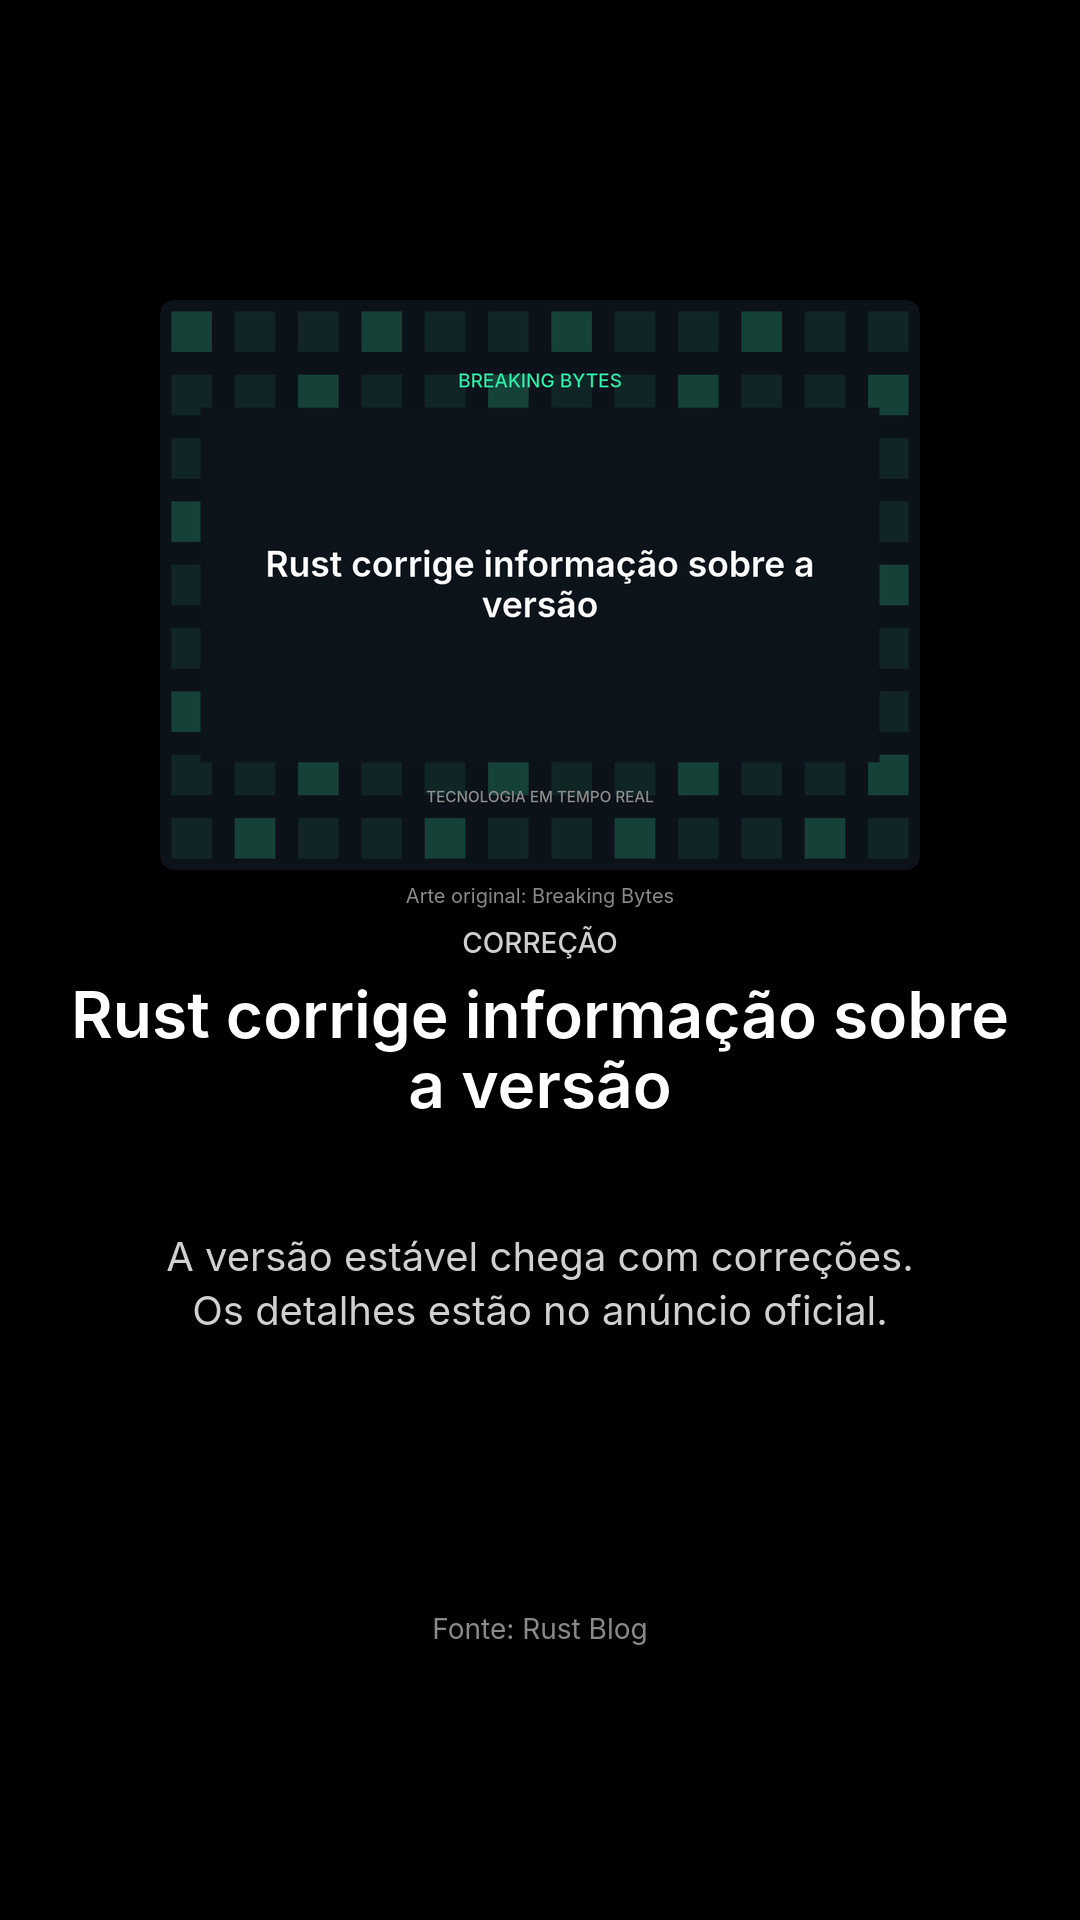 BREAKING BYTES
Rust corrige informação sobre a
versão
TECNOLOGIA EM TEMPO REAL
Arte original: Breaking Bytes
CORREÇÃO
Rust corrige informação sobre
a versão
A versão estável chega com correções.
Os detalhes estão no anúncio oficial.
Fonte: Rust Blog